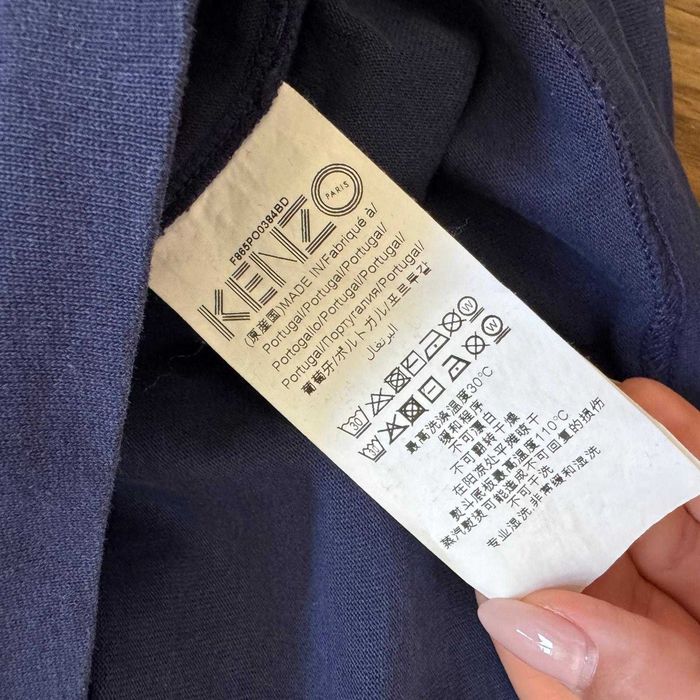 F865PO0384BD
KENZO
PARIS
(原産国)MADE IN/Fabriqué à/
Portugal/Portugal/Portugal/
Portogallo/Portugal/Portugal/
Portugal/Португалия/Portugal/
葡萄牙/ポルトガル/포르투갈/
البرتغال
30 W
30 W
最高洗涤温度30°C
缓和程序
不可漂白
不可翻转干燥
在阴凉处平摊晾干
熨斗底板最高温度110°C
蒸汽熨烫可能造成不可回复的损伤
不可干洗
专业湿洗 非常缓和湿洗